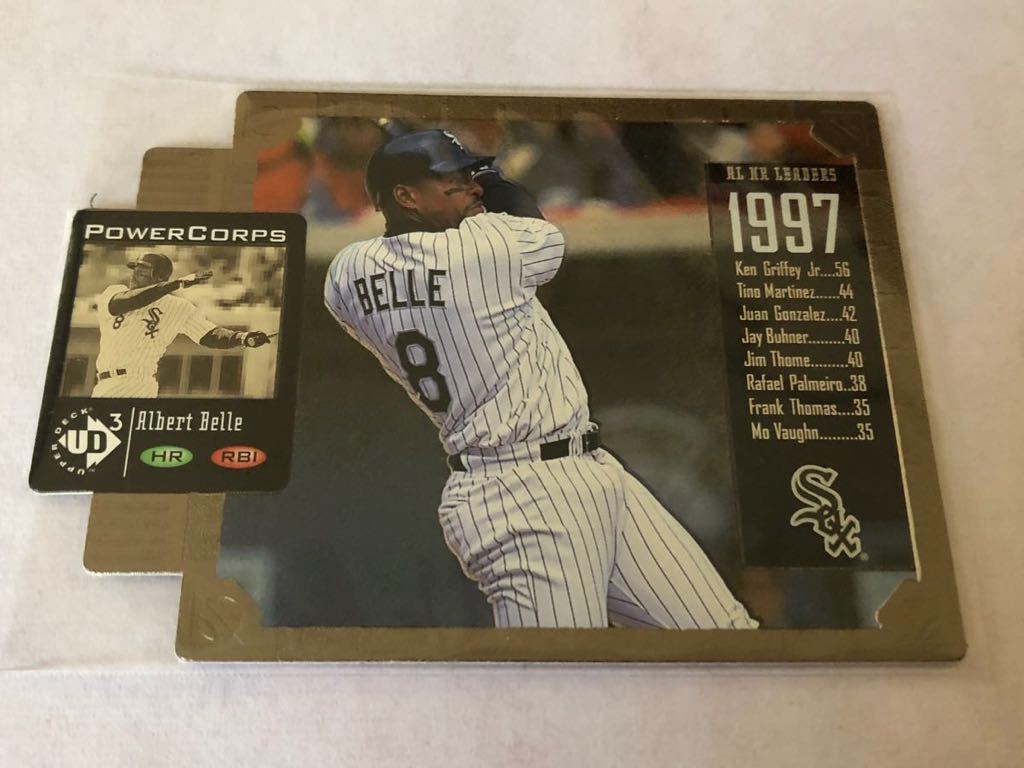 POWERCORPS
Sox
8
UPPER DECK
UD
3
Albert Belle
HR RBI
BELLE
8
AL HR LEADERS
1997
Ken Griffey Jr....56
Tino Martinez......44
Juan Gonzalez....42
Jay Buhner.........40
Jim Thome.........40
Rafael Palmeiro..38
Frank Thomas....35
Mo Vaughn.........35
Sox
®